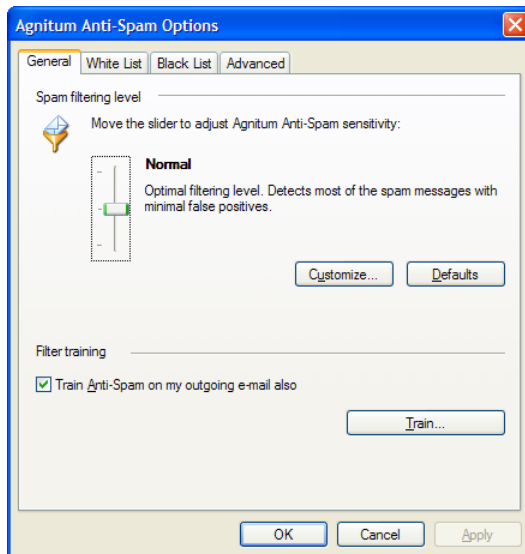 Agnitum Anti-Spam Options
General White List Black List Advanced
Spam filtering level
Move the slider to adjust Agnitum Anti-Spam sensitivity:
Normal
Optimal filtering level. Detects most of the spam messages with
minimal false positives.
Customize... Defaults
Filter training
Train Anti-Spam on my outgoing e-mail also
Train...
OK Cancel Apply